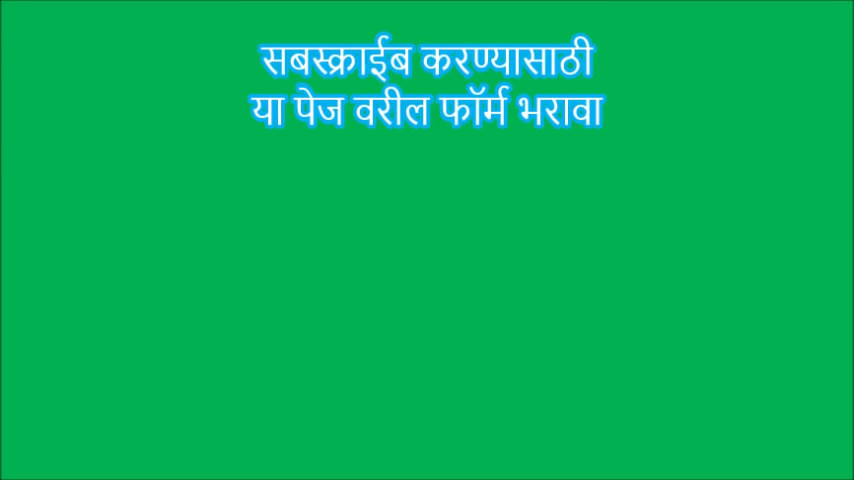 सबस्क्राईब करण्यासाठी
या पेज वरील फॉर्म भरावा